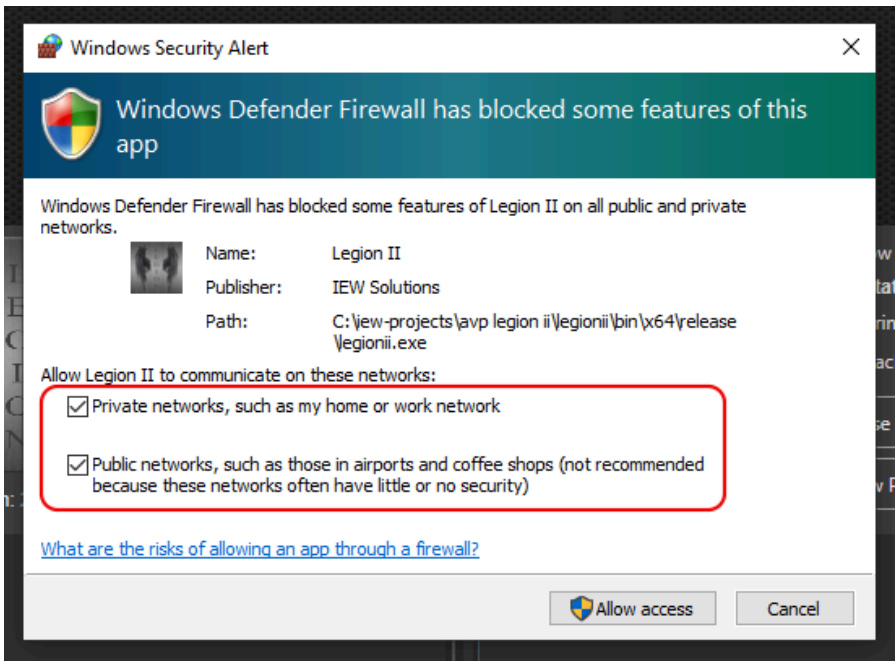 Windows Security Alert
Windows Defender Firewall has blocked some features of this
app
Windows Defender Firewall has blocked some features of Legion II on all public and private
networks.
Name: Legion II
Publisher: IEW Solutions
Path: C:\iew-projects\avp legion ii\legionii\bin\x64\release
\legionii.exe
Allow Legion II to communicate on these networks:
Private networks, such as my home or work network
Public networks, such as those in airports and coffee shops (not recommended
because these networks often have little or no security)
What are the risks of allowing an app through a firewall?
Allow access Cancel